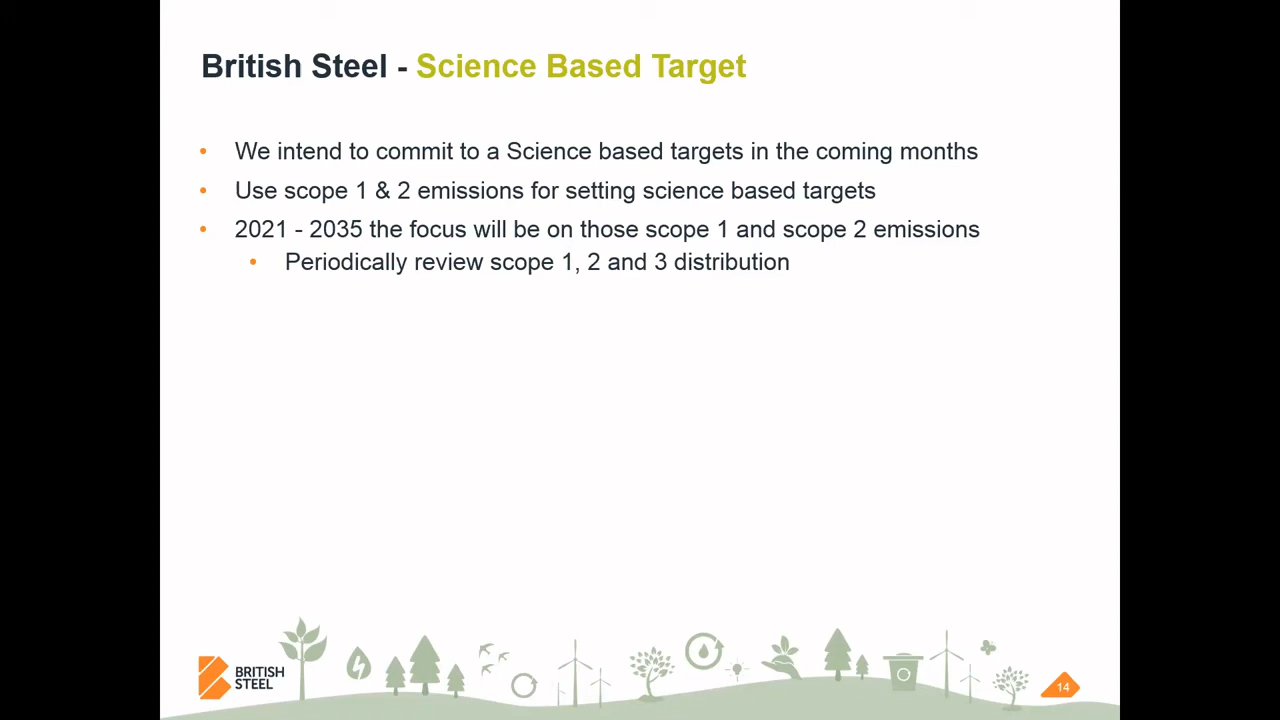 British Steel - Science Based Target
• We intend to commit to a Science based targets in the coming months
• Use scope 1 & 2 emissions for setting science based targets
• 2021 - 2035 the focus will be on those scope 1 and scope 2 emissions
• Periodically review scope 1, 2 and 3 distribution
BRITISH
STEEL
14